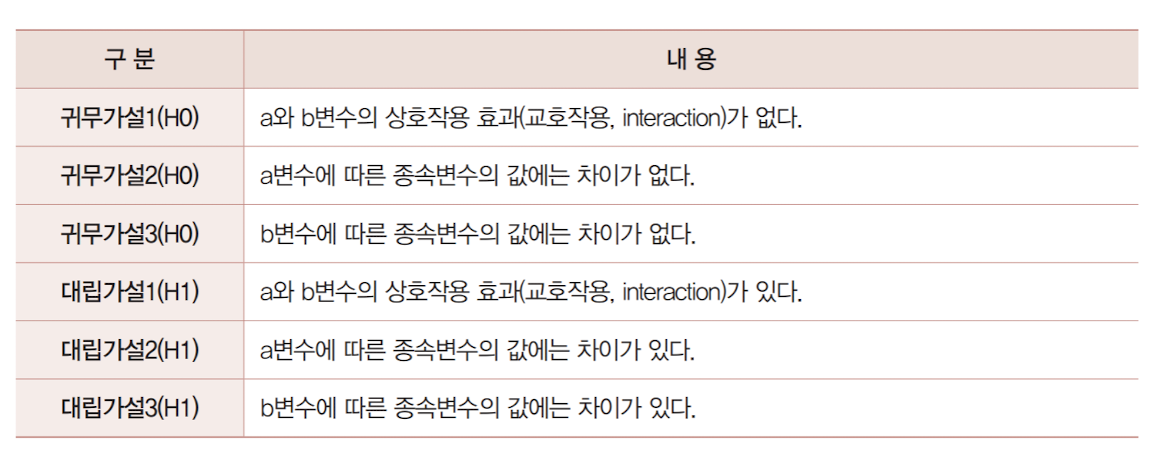 구 분 내 용
귀무가설1(H0) a와 b변수의 상호작용 효과(교호작용, interaction)가 없다.
귀무가설2(H0) a변수에 따른 종속변수의 값에는 차이가 없다.
귀무가설3(H0) b변수에 따른 종속변수의 값에는 차이가 없다.
대립가설1(H1) a와 b변수의 상호작용 효과(교호작용, interaction)가 있다.
대립가설2(H1) a변수에 따른 종속변수의 값에는 차이가 있다.
대립가설3(H1) b변수에 따른 종속변수의 값에는 차이가 있다.